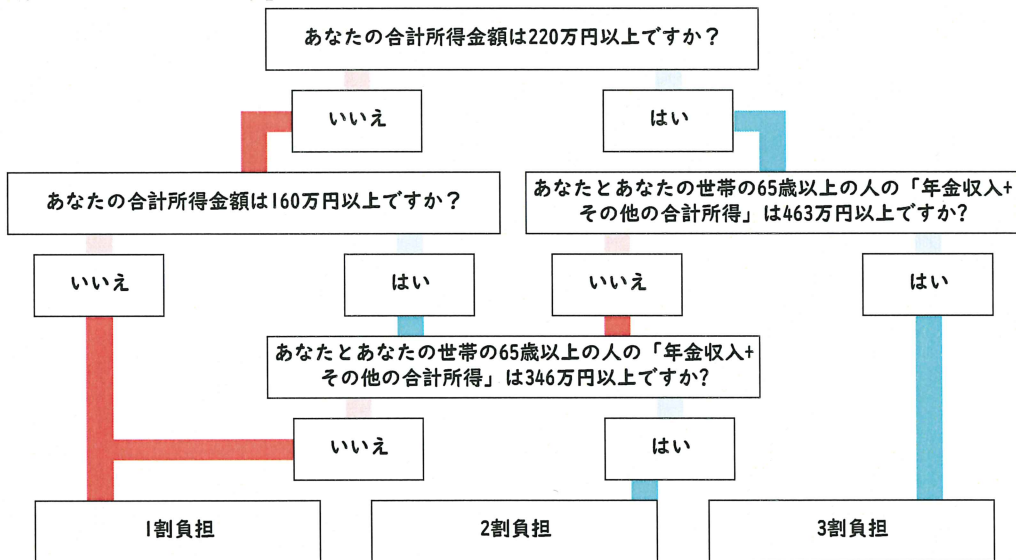 あなたの合計所得金額は220万円以上ですか？
いいえ
はい
あなたの合計所得金額は160万円以上ですか？
あなたとあなたの世帯の65歳以上の人の「年金収入+
その他の合計所得」は463万円以上ですか?
いいえ
はい
いいえ
はい
あなたとあなたの世帯の65歳以上の人の「年金収入+
その他の合計所得」は346万円以上ですか?
いいえ
はい
1割負担
2割負担
3割負担